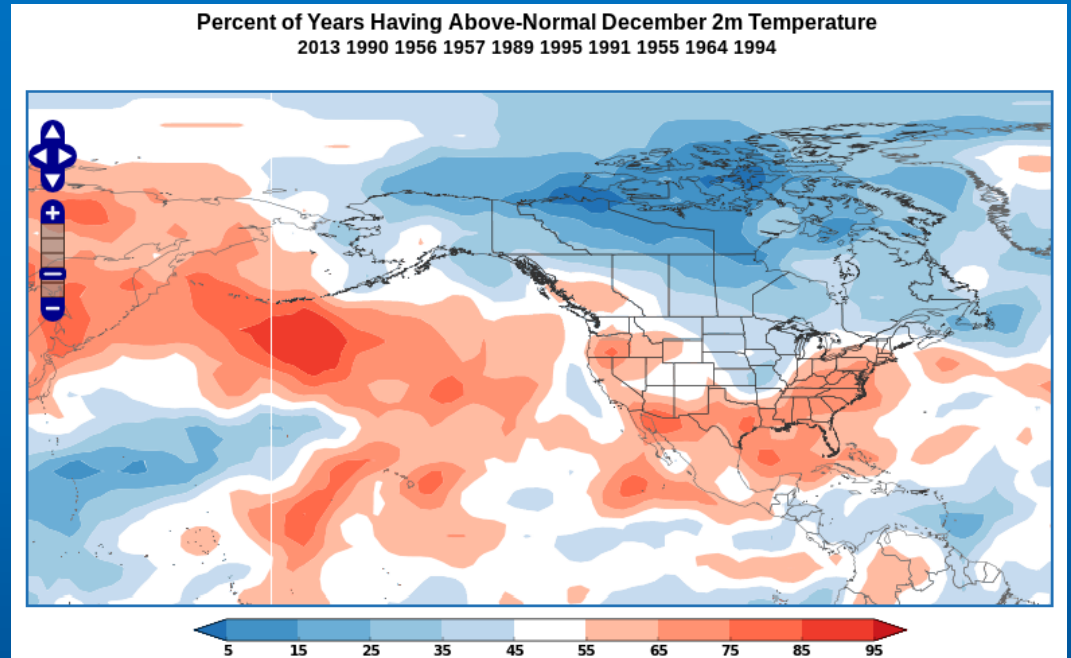 Percent of Years Having Above-Normal December 2m Temperature
2013 1990 1956 1957 1989 1995 1991 1955 1964 1994
+
−
5 15 25 35 45 55 65 75 85 95